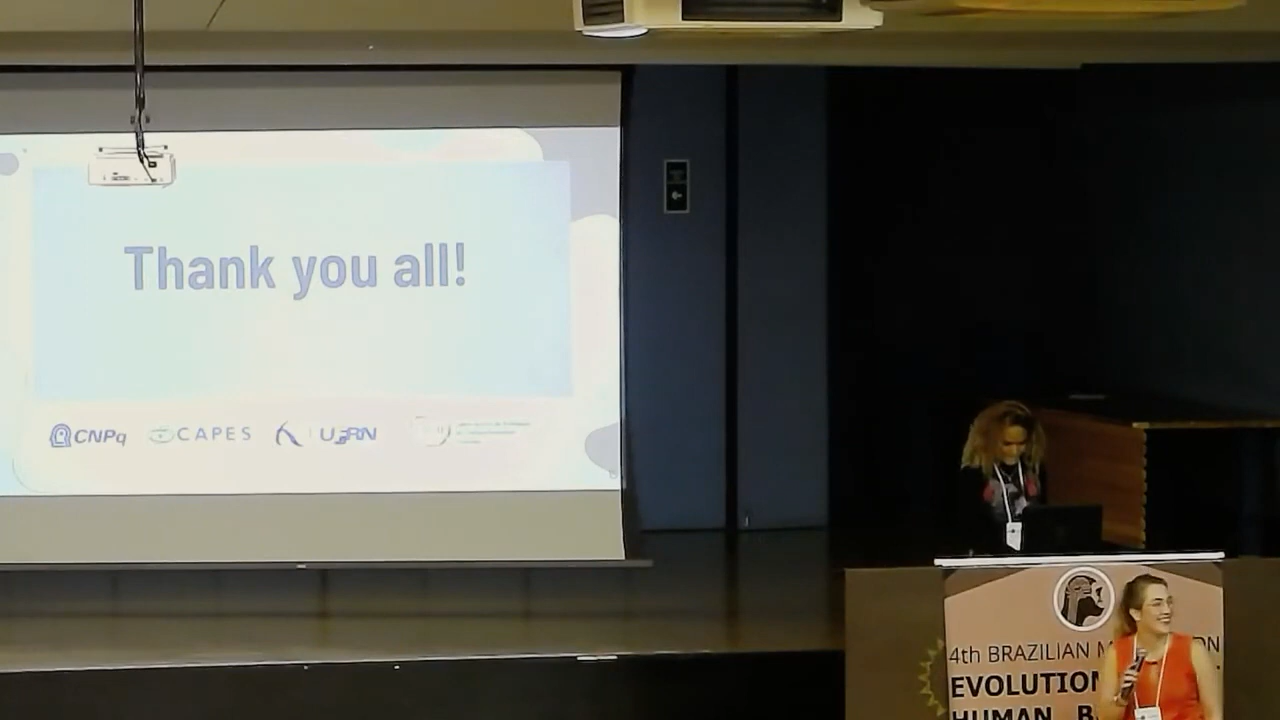 Thank you all!
CNPq
CAPES
UFRN
4th BRAZILIAN M
ON
EVOLUTION
HUMAN B